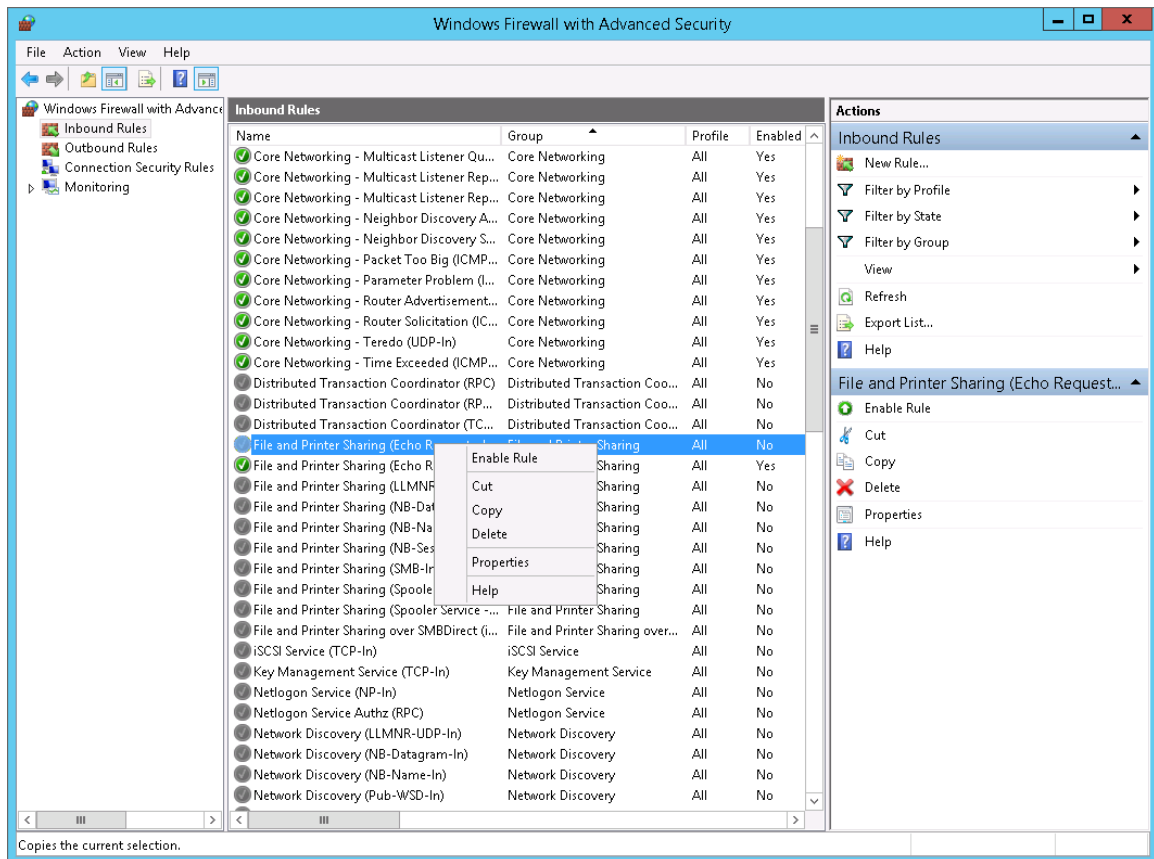 Windows Firewall with Advanced Security
File Action View Help
Windows Firewall with Advance
Inbound Rules
Outbound Rules
Connection Security Rules
Monitoring
Inbound Rules
Name Group Profile Enabled
Core Networking - Multicast Listener Qu... Core Networking All Yes
Core Networking - Multicast Listener Rep... Core Networking All Yes
Core Networking - Multicast Listener Rep... Core Networking All Yes
Core Networking - Neighbor Discovery A... Core Networking All Yes
Core Networking - Neighbor Discovery S... Core Networking All Yes
Core Networking - Packet Too Big (ICMP... Core Networking All Yes
Core Networking - Parameter Problem (I... Core Networking All Yes
Core Networking - Router Advertisement... Core Networking All Yes
Core Networking - Router Solicitation (IC... Core Networking All Yes
Core Networking - Teredo (UDP-In) Core Networking All Yes
Core Networking - Time Exceeded (ICMP... Core Networking All Yes
Distributed Transaction Coordinator (RPC) Distributed Transaction Coo... All No
Distributed Transaction Coordinator (RP... Distributed Transaction Coo... All No
Distributed Transaction Coordinator (TC... Distributed Transaction Coo... All No
File and Printer Sharing (Echo Sharing All No
File and Printer Sharing (Echo R Sharing All Yes
File and Printer Sharing (LLMNR Sharing All No
File and Printer Sharing (NB-Dat Sharing All No
File and Printer Sharing (NB-Na Sharing All No
File and Printer Sharing (NB-Ses Sharing All No
File and Printer Sharing (SMB-In Sharing All No
File and Printer Sharing (Spoole Sharing All No
File and Printer Sharing (Spooler Service -... File and Printer Sharing All No
File and Printer Sharing over SMBDirect (i... File and Printer Sharing over... All No
iSCSI Service (TCP-In) iSCSI Service All No
Key Management Service (TCP-In) Key Management Service All No
Netlogon Service (NP-In) Netlogon Service All No
Netlogon Service Authz (RPC) Netlogon Service All No
Network Discovery (LLMNR-UDP-In) Network Discovery All No
Network Discovery (NB-Datagram-In) Network Discovery All No
Network Discovery (NB-Name-In) Network Discovery All No
Network Discovery (Pub-WSD-In) Network Discovery All No
Enable Rule
Cut
Copy
Delete
Properties
Help
Actions
Inbound Rules
New Rule...
Filter by Profile
Filter by State
Filter by Group
View
Refresh
Export List...
Help
File and Printer Sharing (Echo Request...
Enable Rule
Cut
Copy
Delete
Properties
Help
Copies the current selection.